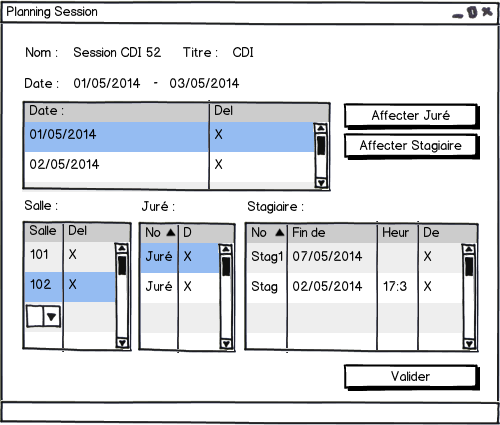 Planning Session
Nom : Session CDI 52 Titre : CDI
Date : 01/05/2014 - 03/05/2014
Date : Del
01/05/2014 X
02/05/2014 X
Affecter Juré
Affecter Stagiaire
Salle :
Salle Del
101 X
102 X
Juré :
No D
Juré X
Juré X
Stagiaire :
No Fin de Heur De
Stag1 07/05/2014 X
Stag 02/05/2014 17:3 X
Valider